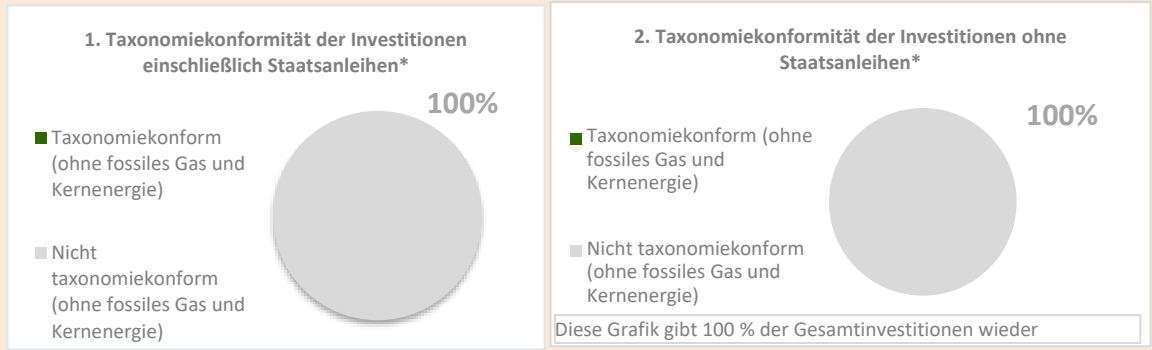 1. Taxonomiekonformität der Investitionen
einschließlich Staatsanleihen*
100%
Taxonomiekonform
(ohne fossiles Gas und
Kernenergie)
Nicht
taxonomiekonform
(ohne fossiles Gas und
Kernenergie)
2. Taxonomiekonformität der Investitionen ohne
Staatsanleihen*
100%
Taxonomiekonform (ohne
fossiles Gas und
Kernenergie)
Nicht taxonomiekonform
(ohne fossiles Gas und
Kernenergie)
Diese Grafik gibt 100 % der Gesamtinvestitionen wieder